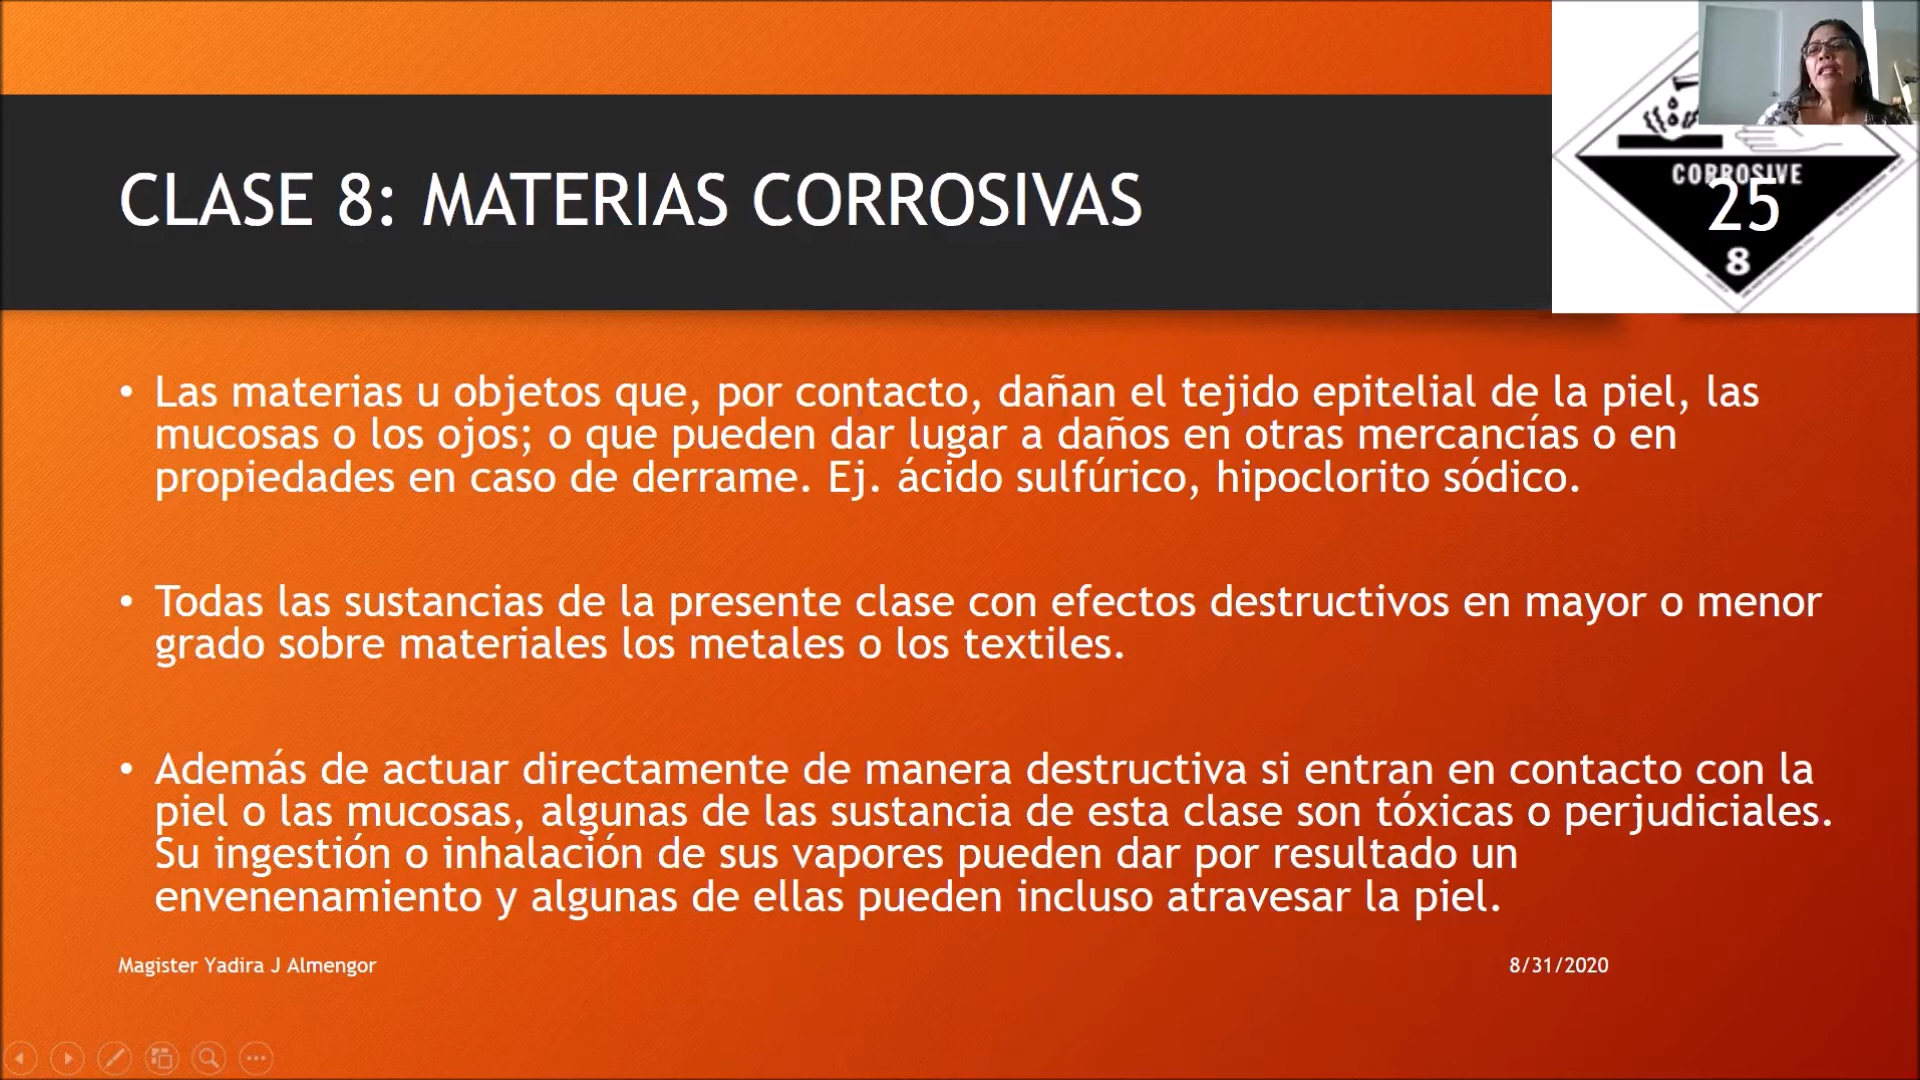 CLASE 8: MATERIAS CORROSIVAS
CORROSIVE
25
8
• Las materias u objetos que, por contacto, dañan el tejido epitelial de la piel, las
mucosas o los ojos; o que pueden dar lugar a daños en otras mercancías o en
propiedades en caso de derrame. Ej. ácido sulfúrico, hipoclorito sódico.
• Todas las sustancias de la presente clase con efectos destructivos en mayor o menor
grado sobre materiales los metales o los textiles.
• Además de actuar directamente de manera destructiva si entran en contacto con la
piel o las mucosas, algunas de las sustancia de esta clase son tóxicas o perjudiciales.
Su ingestión o inhalación de sus vapores pueden dar por resultado un
envenenamiento y algunas de ellas pueden incluso atravesar la piel.
Magister Yadira J Almengor
8/31/2020